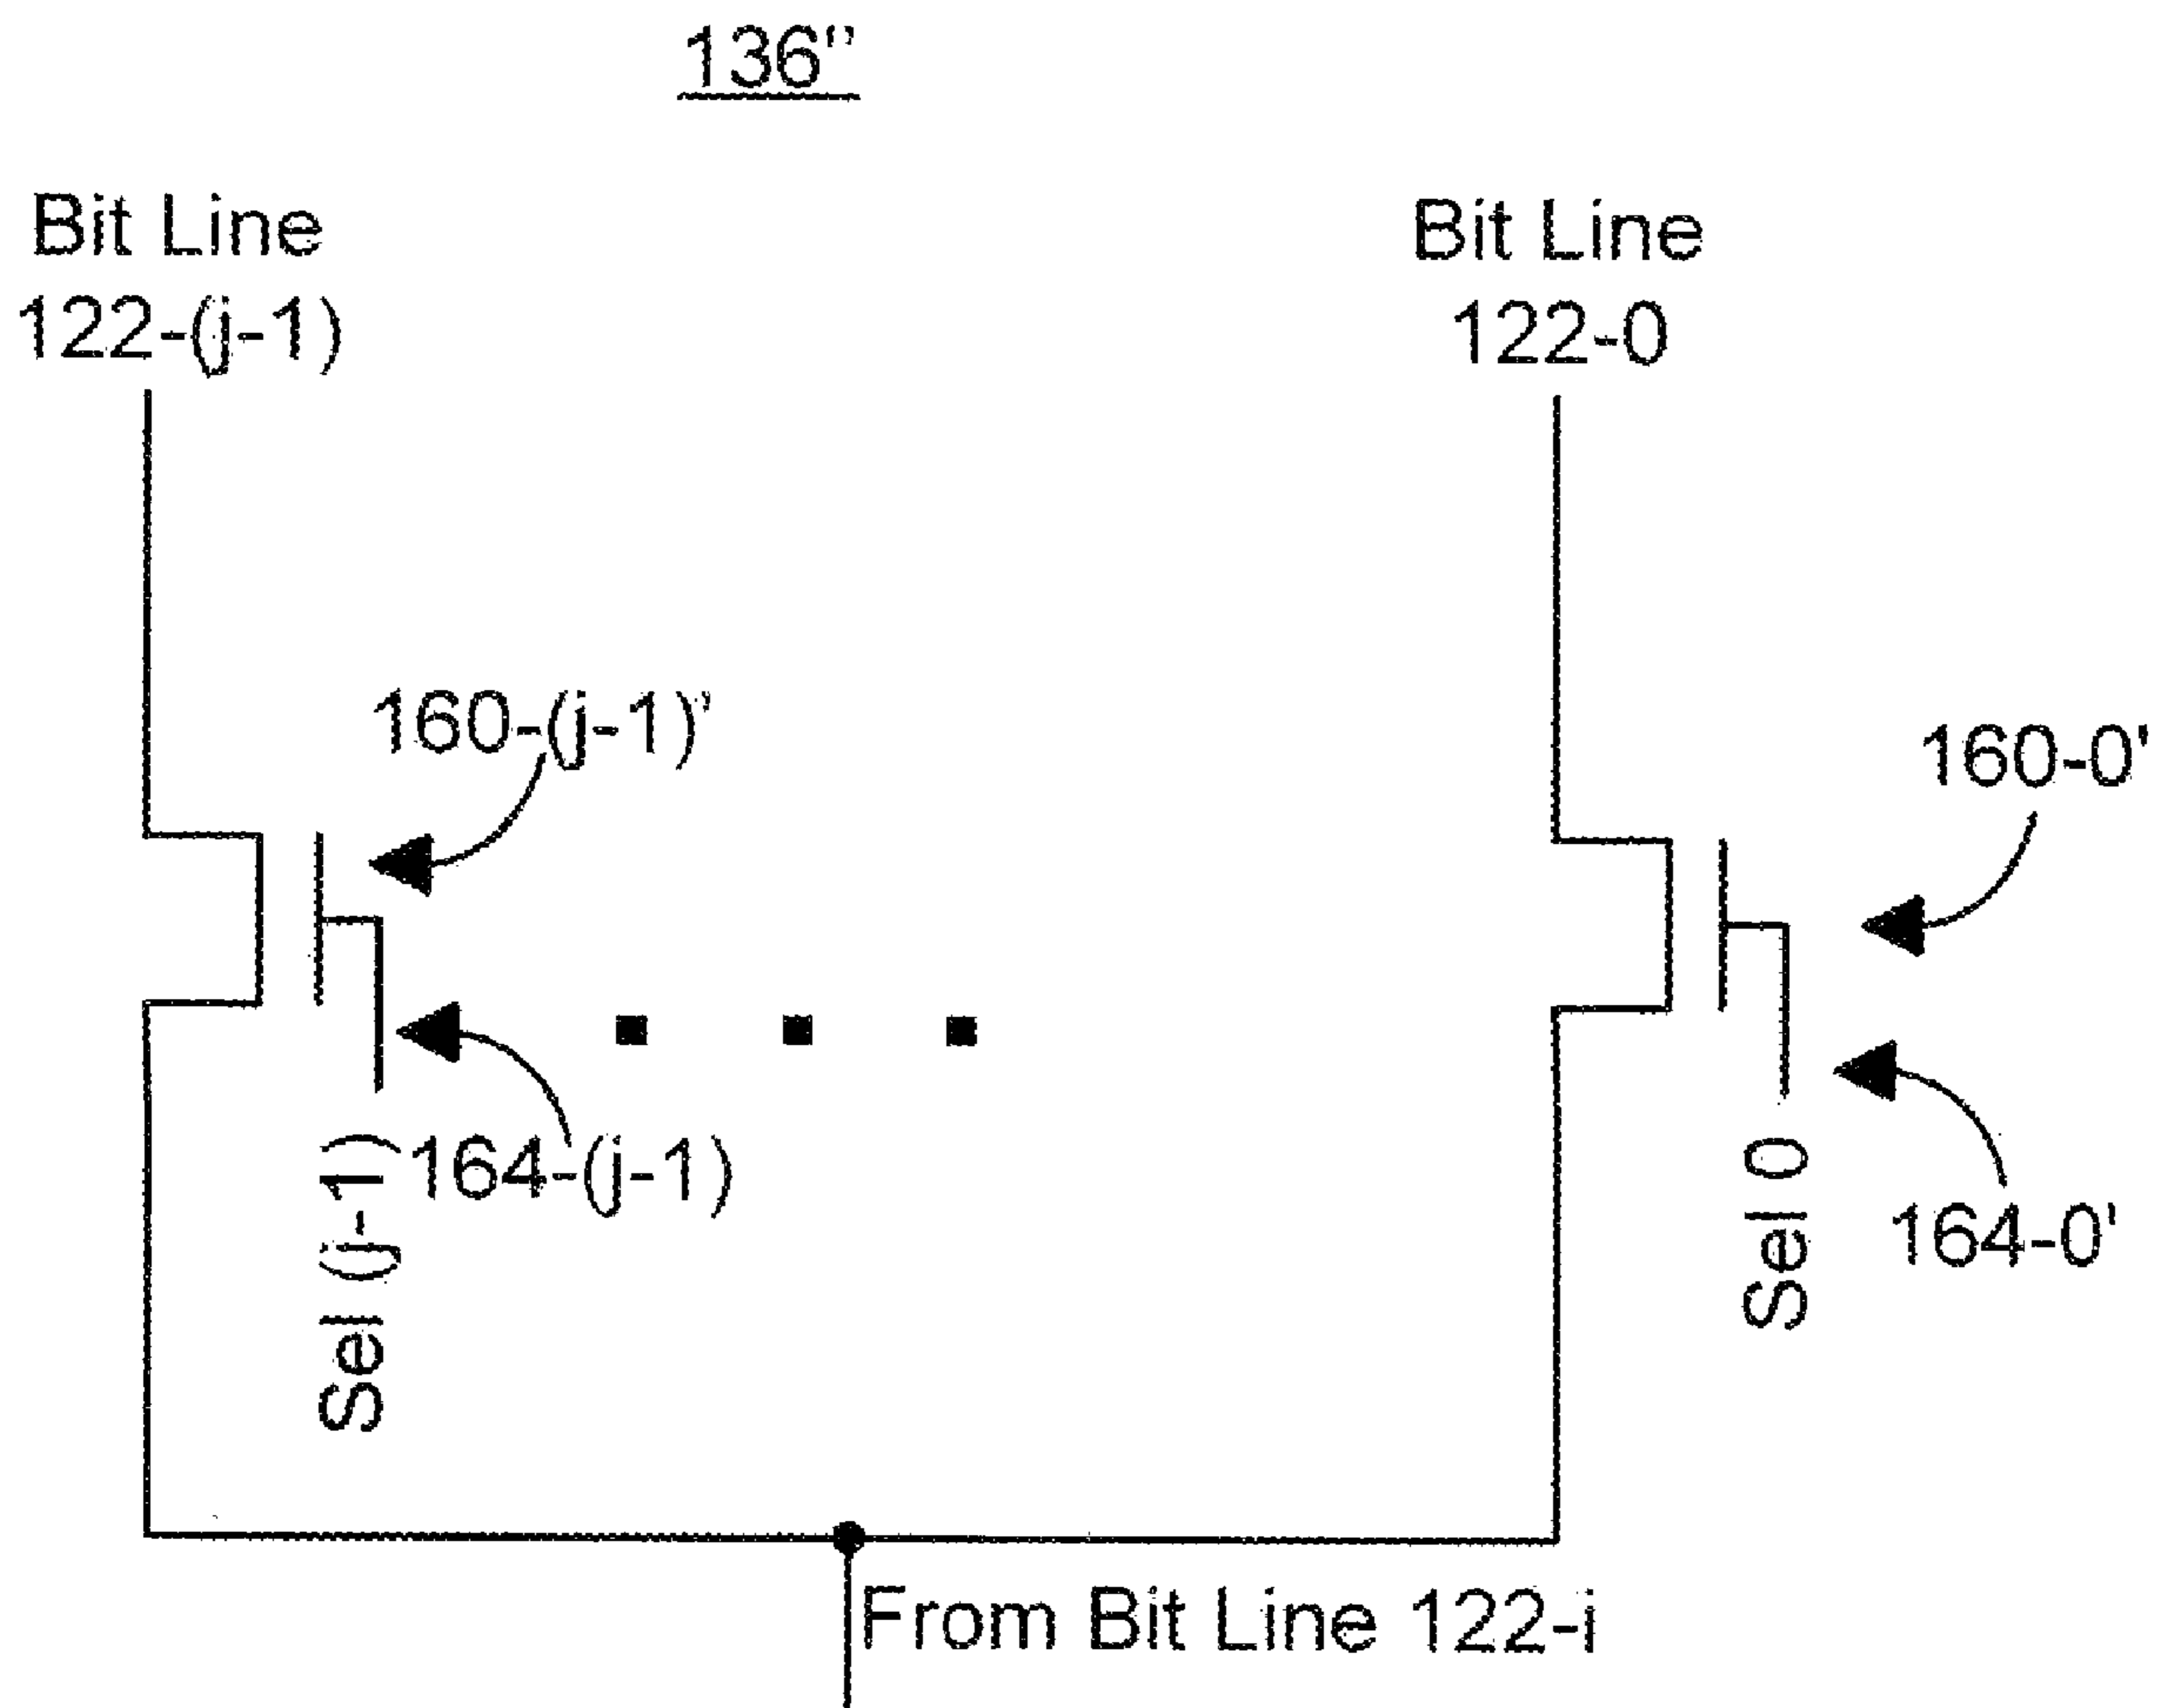 136"
Bit Line
122-(j-1)
Bit Line
122-0
160-(j-1)'
160-0'
164-(j-1)
164-0'
Sel (j-1)
Sel 0
From Bit Line 122-i